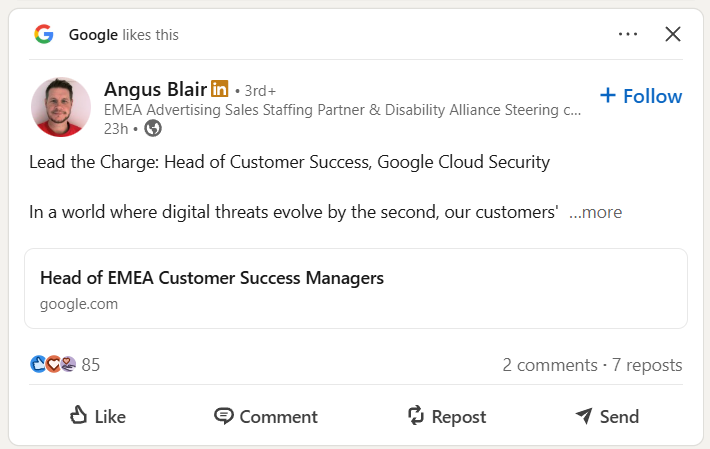 Google likes this
Angus Blair in • 3rd+
+ Follow
EMEA Advertising Sales Staffing Partner & Disability Alliance Steering c...
23h •
Lead the Charge: Head of Customer Success, Google Cloud Security
In a world where digital threats evolve by the second, our customers' ...more
Head of EMEA Customer Success Managers
google.com
85
2 comments · 7 reposts
Like
Comment
Repost
Send